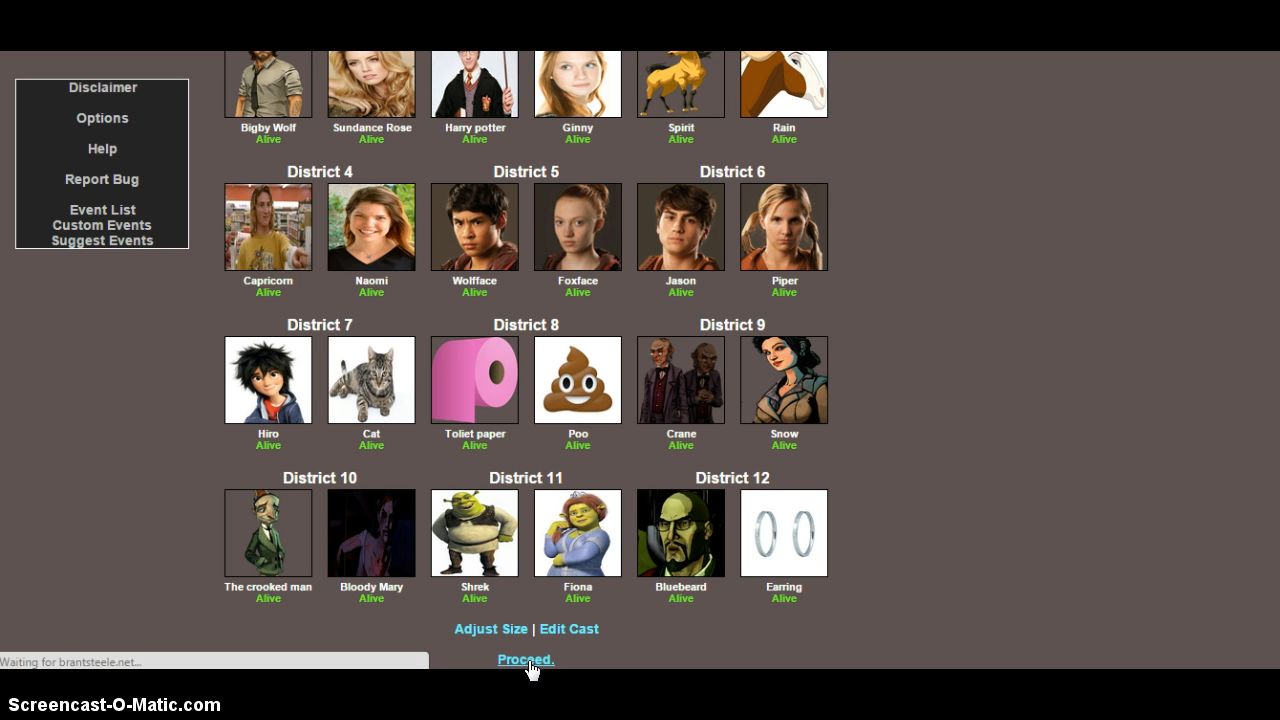 Disclaimer
Options
Help
Report Bug
Event List
Custom Events
Suggest Events
Bigby Wolf Sundance Rose Harry potter Ginny Spirit Rain
Alive Alive Alive Alive Alive Alive
District 4 District 5 District 6
Capricorn Naomi Wolfface Foxface Jason Piper
Alive Alive Alive Alive Alive Alive
District 7 District 8 District 9
Hiro Cat Toliet paper Poo Crane Snow
Alive Alive Alive Alive Alive Alive
District 10 District 11 District 12
The crooked man Bloody Mary Shrek Fiona Bluebeard Earring
Alive Alive Alive Alive Alive Alive
Adjust Size | Edit Cast
Proceed.
Waiting for brantsteele.net...
Screencast-O-Matic.com